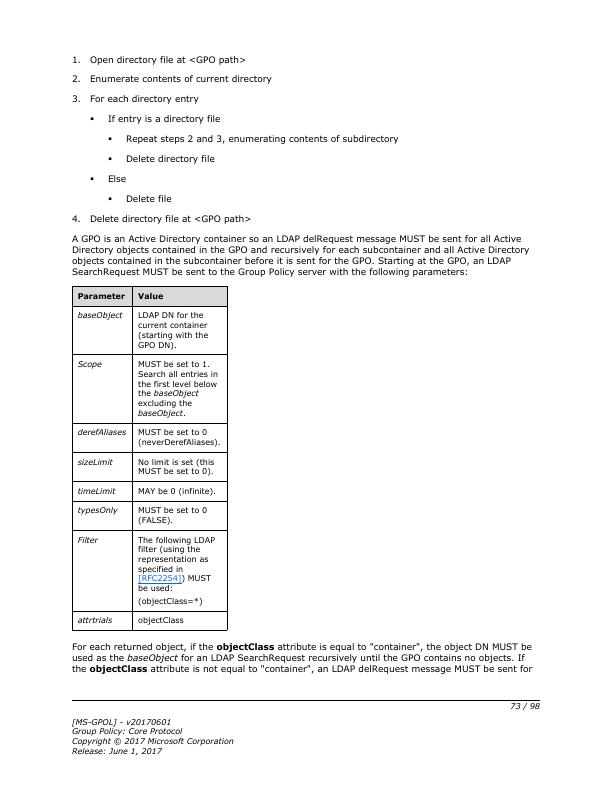 1. Open directory file at <GPO path>
2. Enumerate contents of current directory
3. For each directory entry
▪ If entry is a directory file
▪ Repeat steps 2 and 3, enumerating contents of subdirectory
▪ Delete directory file
▪ Else
▪ Delete file
4. Delete directory file at <GPO path>
A GPO is an Active Directory container so an LDAP delRequest message MUST be sent for all Active
Directory objects contained in the GPO and recursively for each subcontainer and all Active Directory
objects contained in the subcontainer before it is sent for the GPO. Starting at the GPO, an LDAP
SearchRequest MUST be sent to the Group Policy server with the following parameters:
Parameter Value
baseObject LDAP DN for the
current container
(starting with the
GPO DN).
Scope MUST be set to 1.
Search all entries in
the first level below
the baseObject
excluding the
baseObject.
derefAliases MUST be set to 0
(neverDerefAliases).
sizeLimit No limit is set (this
MUST be set to 0).
timeLimit MAY be 0 (infinite).
typesOnly MUST be set to 0
(FALSE).
Filter The following LDAP
filter (using the
representation as
specified in
[RFC2254]) MUST
be used:
(objectClass=*)
attrtrials objectClass
For each returned object, if the objectClass attribute is equal to "container", the object DN MUST be
used as the baseObject for an LDAP SearchRequest recursively until the GPO contains no objects. If
the objectClass attribute is not equal to "container", an LDAP delRequest message MUST be sent for
73 / 98
[MS-GPOL] - v20170601
Group Policy: Core Protocol
Copyright © 2017 Microsoft Corporation
Release: June 1, 2017